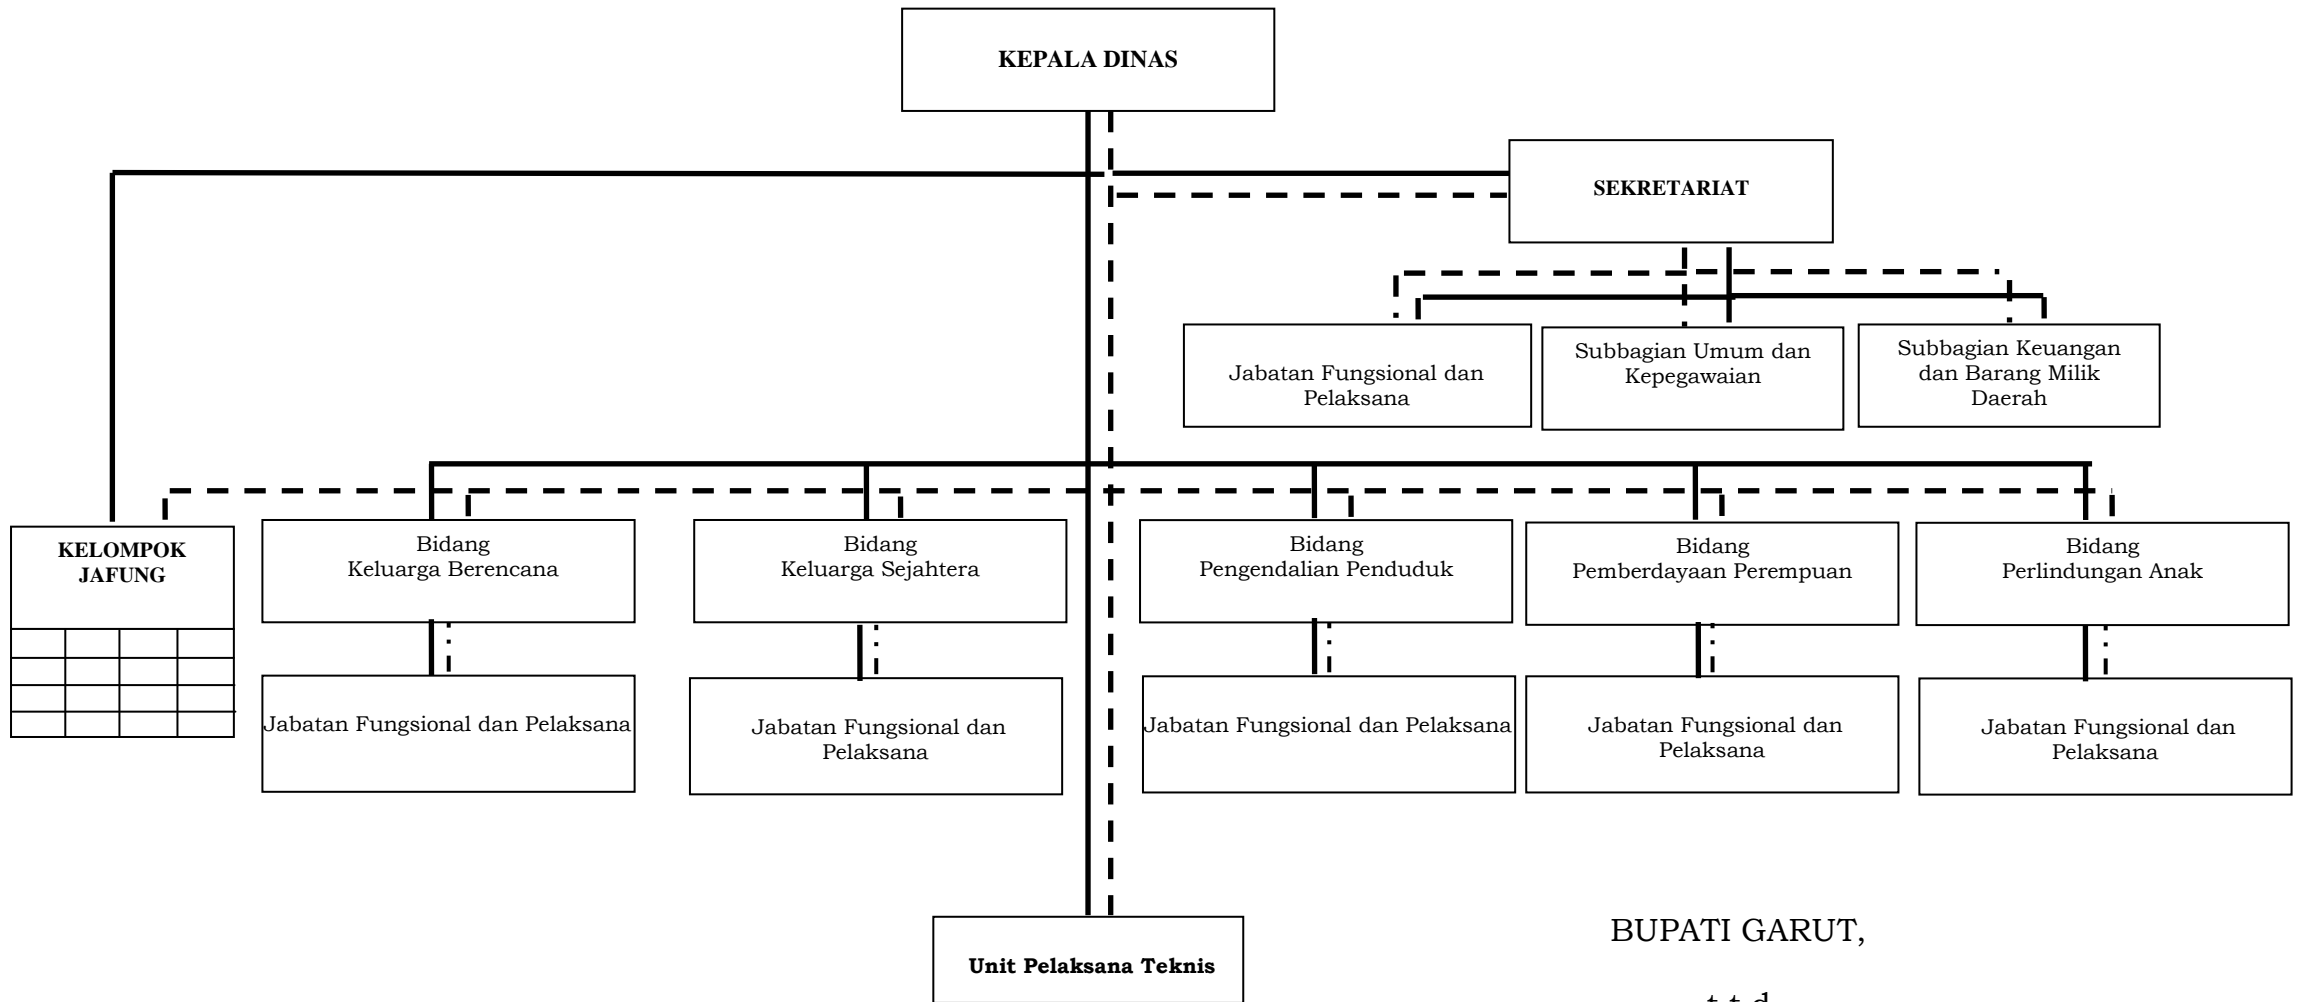 KEPALA DINAS
SEKRETARIAT
Jabatan Fungsional dan
Pelaksana
Subbagian Umum dan
Kepegawaian
Subbagian Keuangan
dan Barang Milik
Daerah
KELOMPOK
JAFUNG
Bidang
Keluarga Berencana
Bidang
Keluarga Sejahtera
Bidang
Pengendalian Penduduk
Bidang
Pemberdayaan Perempuan
Bidang
Perlindungan Anak
Jabatan Fungsional dan Pelaksana
Jabatan Fungsional dan
Pelaksana
Jabatan Fungsional dan Pelaksana
Jabatan Fungsional dan
Pelaksana
Jabatan Fungsional dan
Pelaksana
Unit Pelaksana Teknis
BUPATI GARUT,
t t d